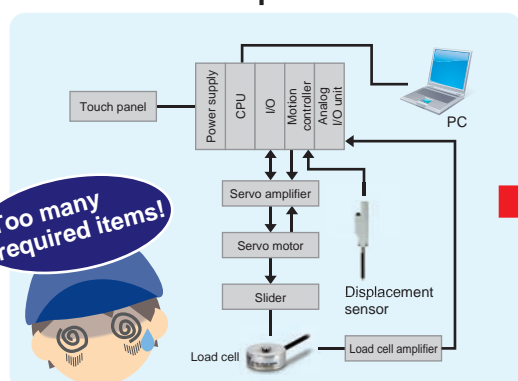 Power supply
CPU
I/O
Motion
controller
Analog
I/O unit
Touch panel
PC
Too many
required items!
Servo amplifier
Servo motor
Slider
Displacement
sensor
Load cell
Load cell amplifier